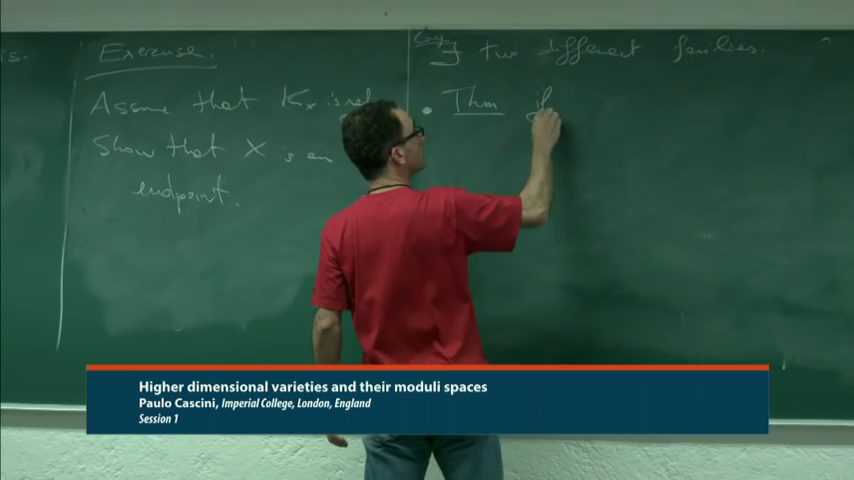 s.
Exercise.
Assume that Kx is
Show that X is an
endpoint.
∃ two different families.
• Thm if
Higher dimensional varieties and their moduli spaces
Paulo Cascini, Imperial College, London, England
Session 1